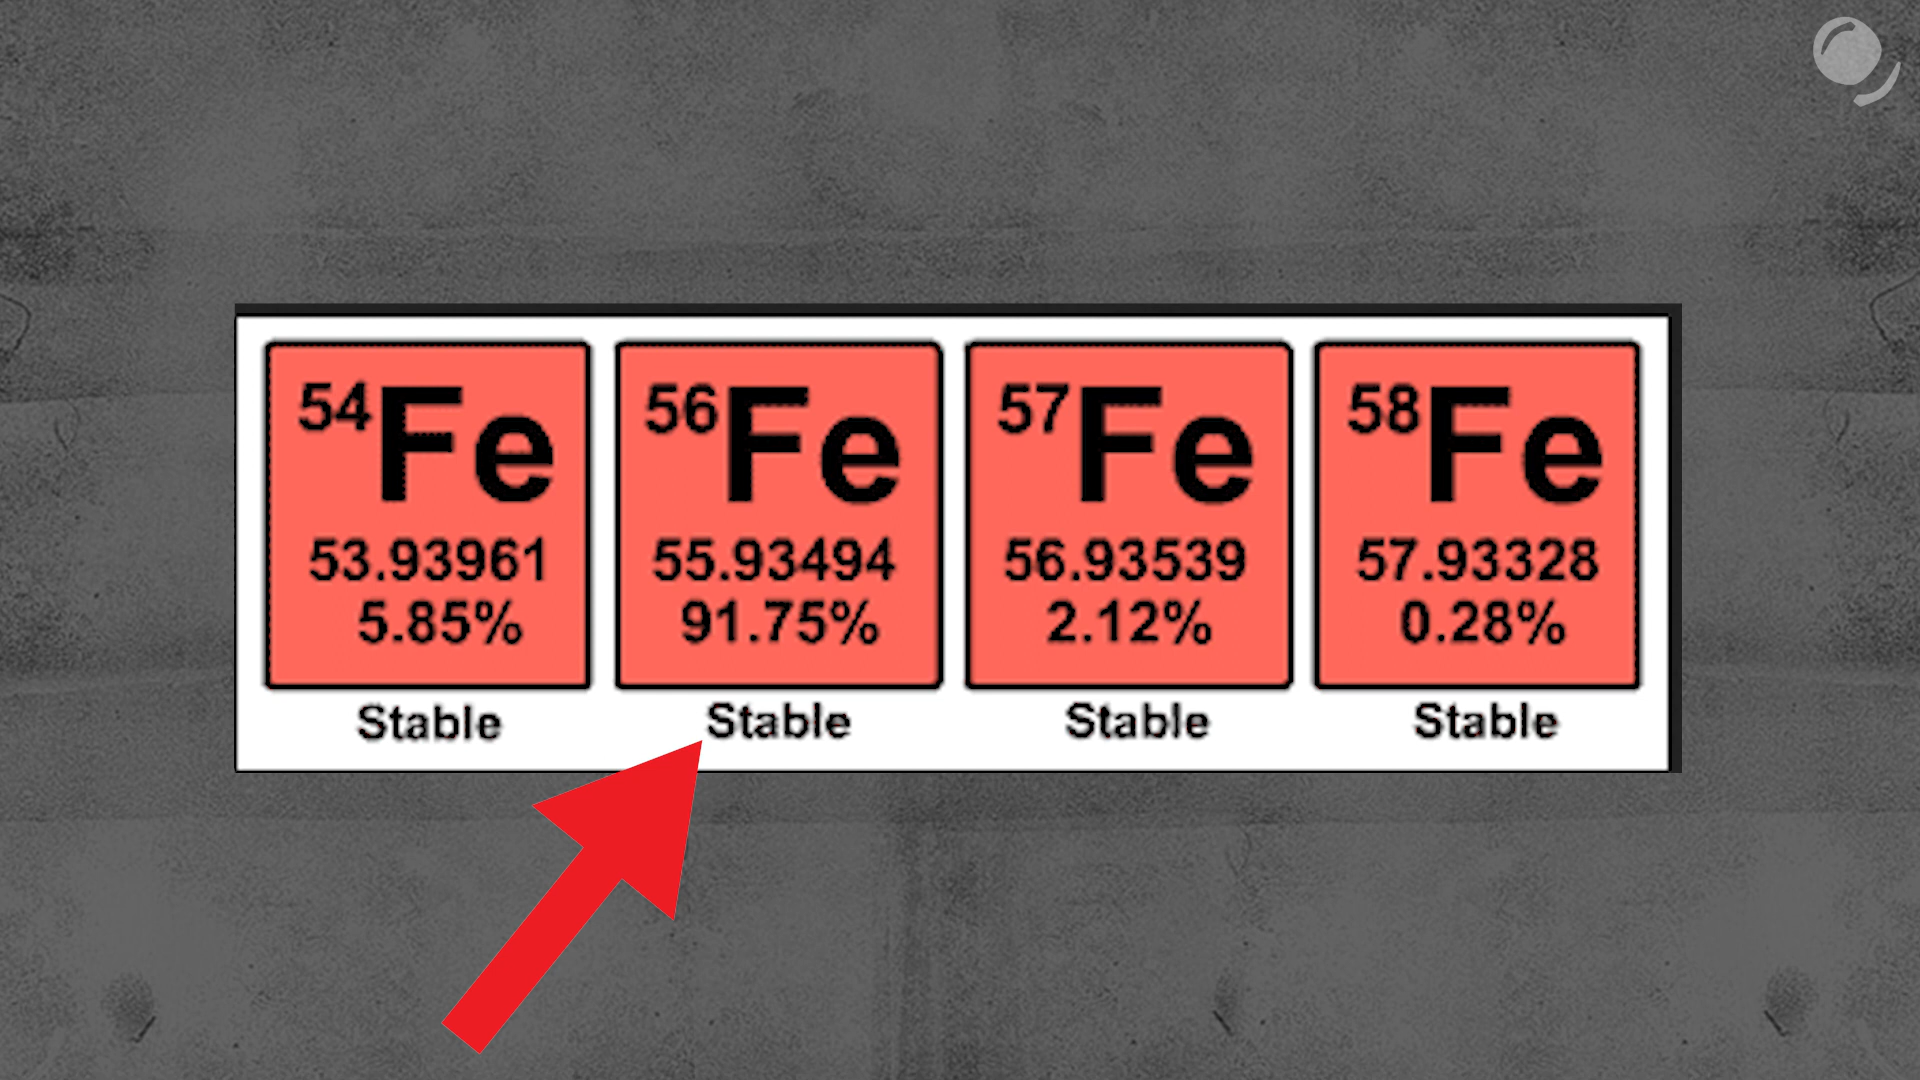 54Fe
53.93961
5.85%
Stable
56Fe
55.93494
91.75%
Stable
57Fe
56.93539
2.12%
Stable
58Fe
57.93328
0.28%
Stable